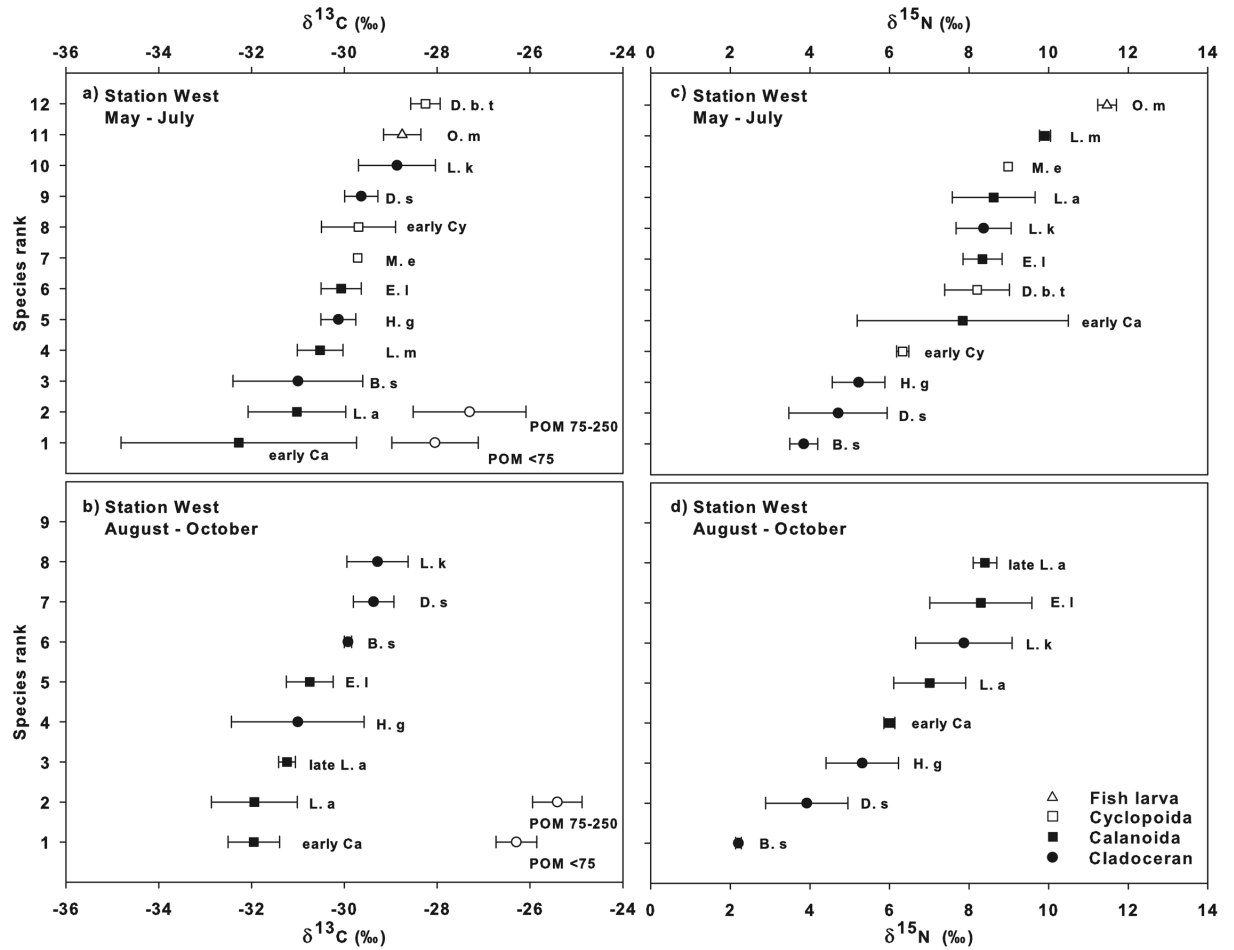 δ13C (‰)
δ15N (‰)
-36 -34 -32 -30 -28 -26 -24
0 2 4 6 8 10 12 14
a) Station West
May - July
12
11
10
9
8
7
6
5
4
3
2
1
Species rank
D. b. t
O. m
L. k
D. s
early Cy
M. e
E. l
H. g
L. m
B. s
L. a
POM 75-250
early Ca
POM <75
c) Station West
May - July
O. m
L. m
M. e
L. a
L. k
E. l
D. b. t
early Ca
early Cy
H. g
D. s
B. s
b) Station West
August - October
9
8
7
6
5
4
3
2
1
Species rank
L. k
D. s
B. s
E. l
H. g
late L. a
L. a
POM 75-250
early Ca
POM <75
d) Station West
August - October
late L. a
E. l
L. k
L. a
early Ca
H. g
D. s
B. s
Fish larva
Cyclopoida
Calanoida
Cladoceran
-36 -34 -32 -30 -28 -26 -24
0 2 4 6 8 10 12 14
δ13C (‰)
δ15N (‰)